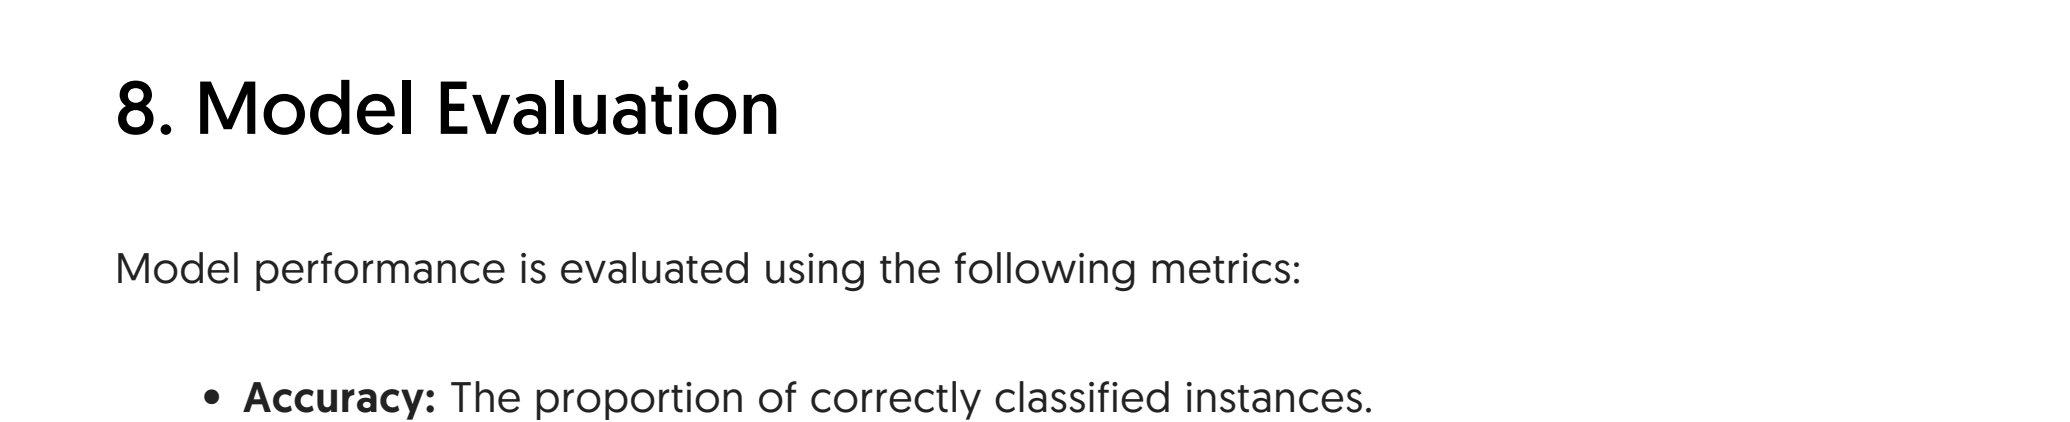 8. Model Evaluation
Model performance is evaluated using the following metrics:
• Accuracy: The proportion of correctly classified instances.